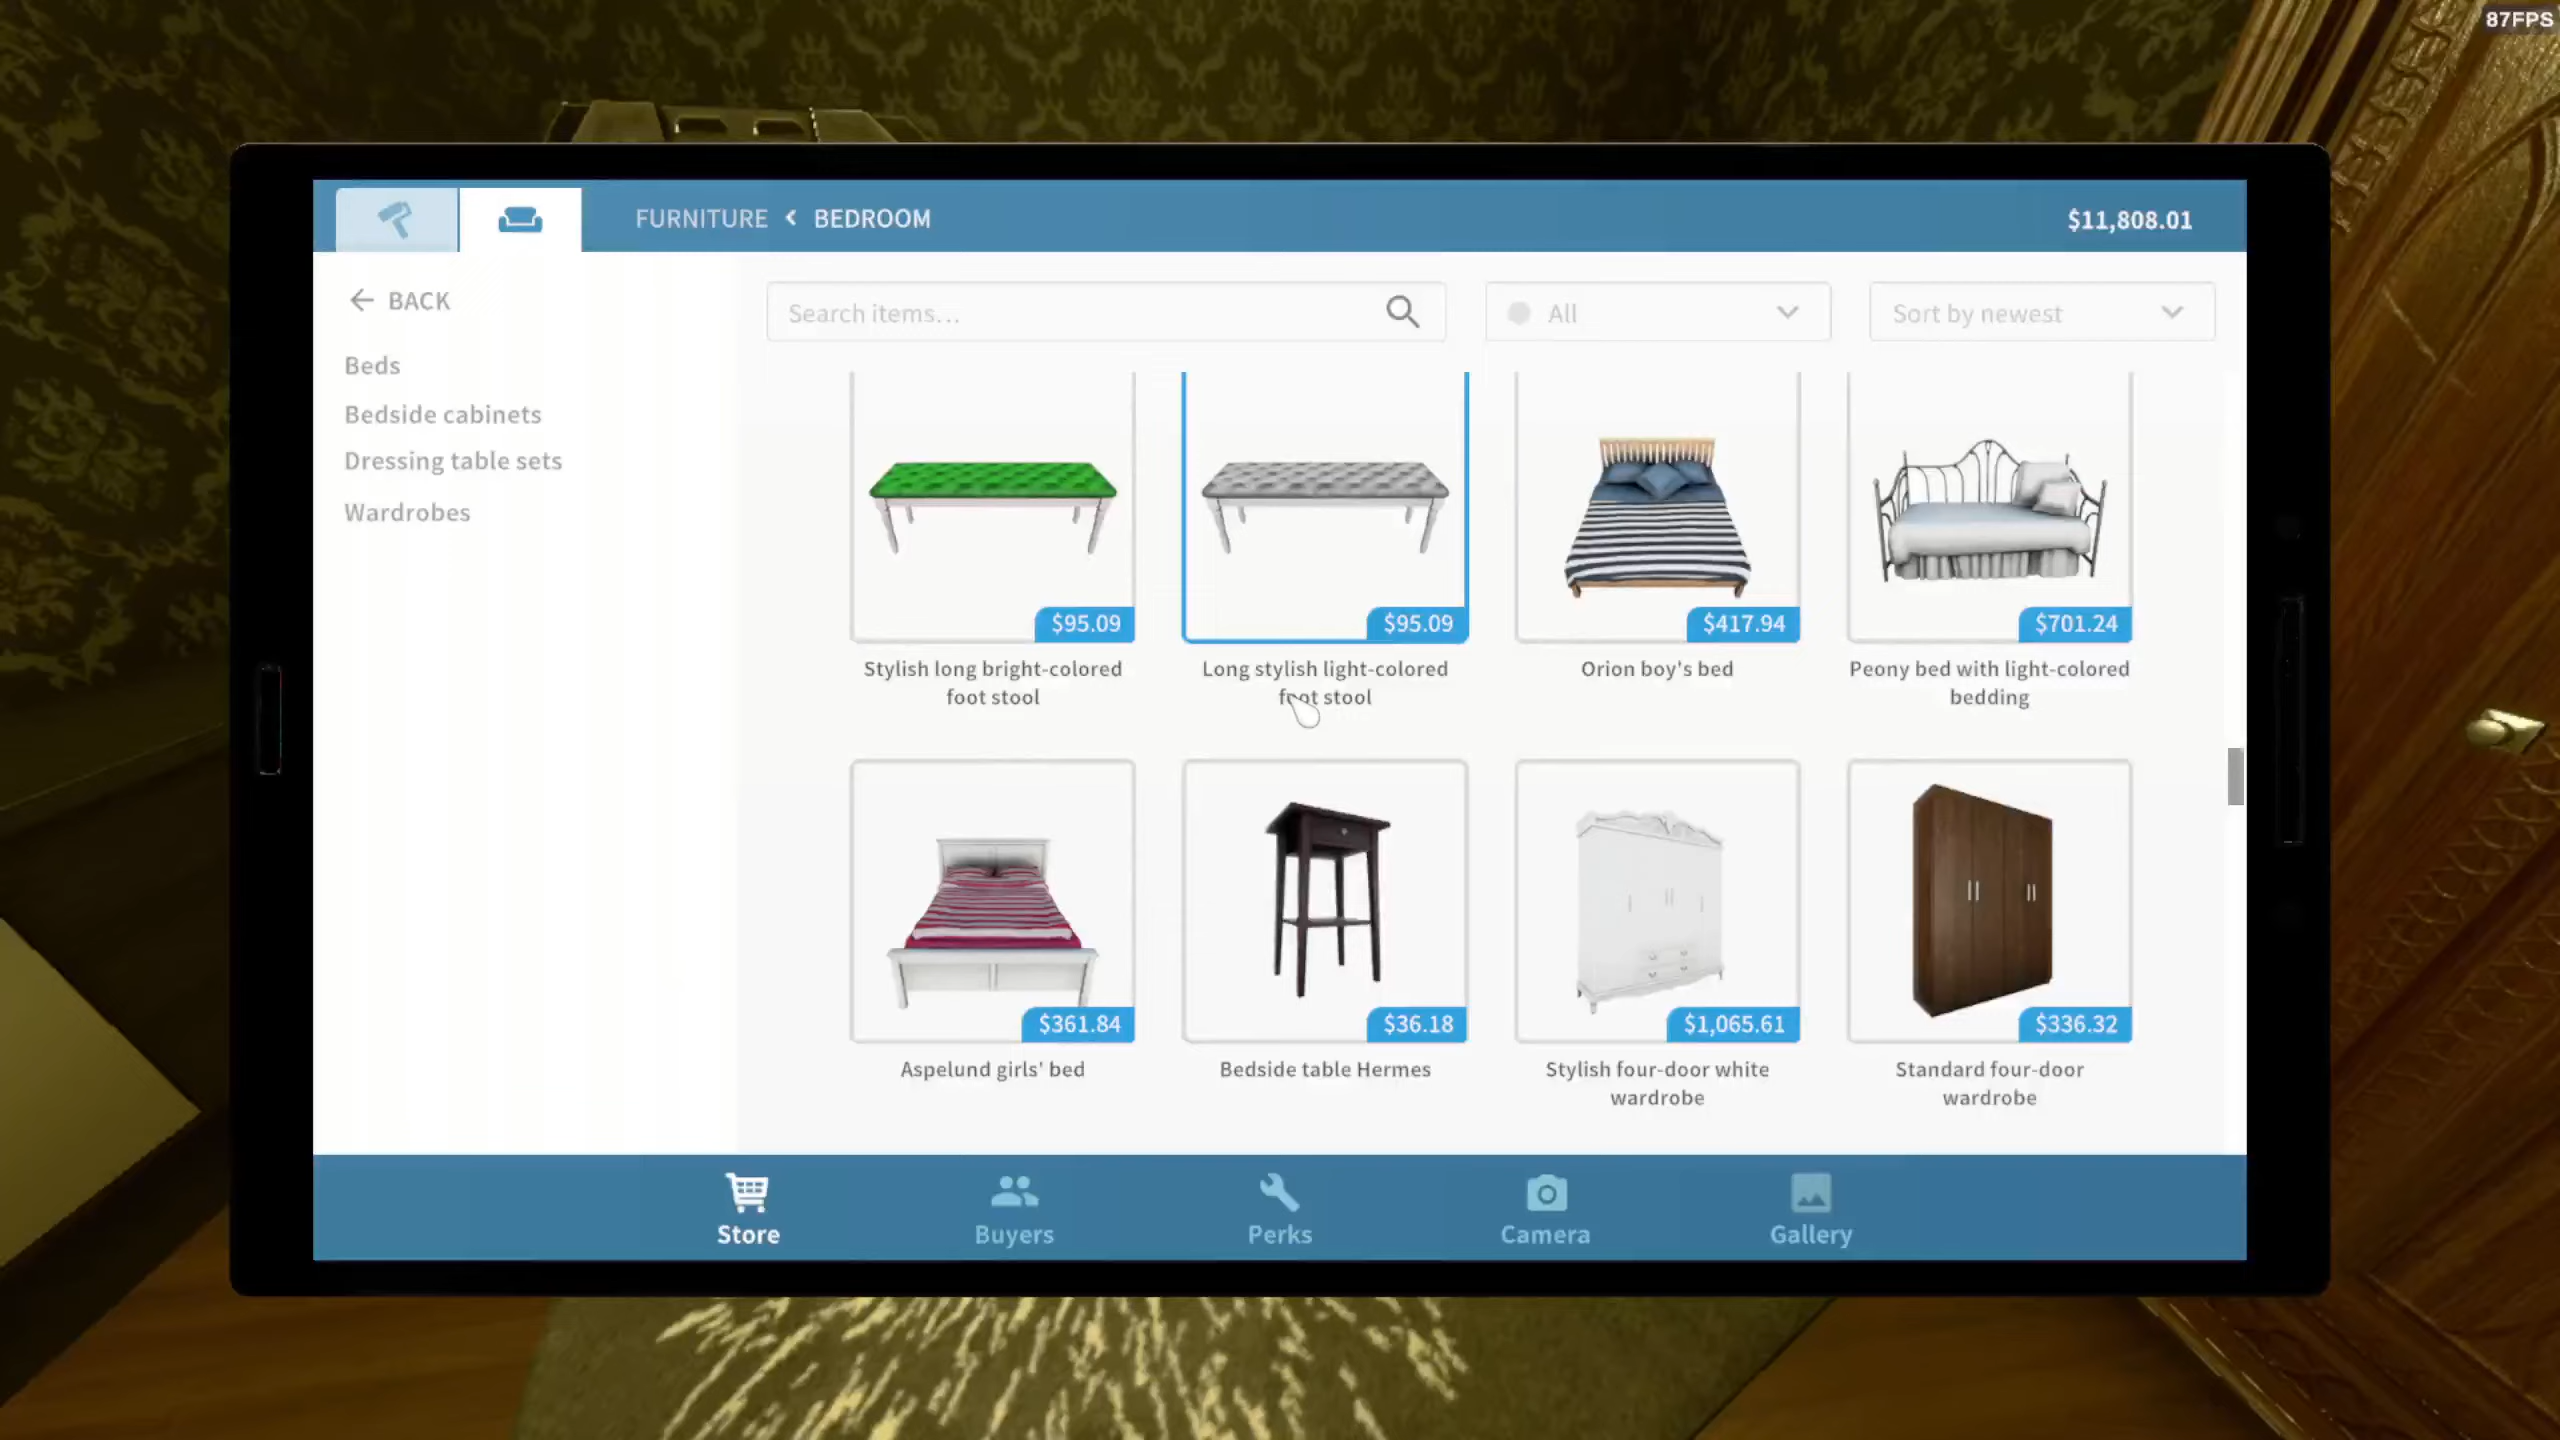 87FPS
FURNITURE < BEDROOM
$11,808.01
BACK
Search items...
All
Sort by newest
Beds
Bedside cabinets
Dressing table sets
Wardrobes
$95.09
$95.09
$417.94
$701.24
Stylish long bright-colored
foot stool
Long stylish light-colored
foot stool
Orion boy's bed
Peony bed with light-colored
bedding
$361.84
$36.18
$1,065.61
$336.32
Aspelund girls' bed
Bedside table Hermes
Stylish four-door white
wardrobe
Standard four-door
wardrobe
Store
Buyers
Perks
Camera
Gallery